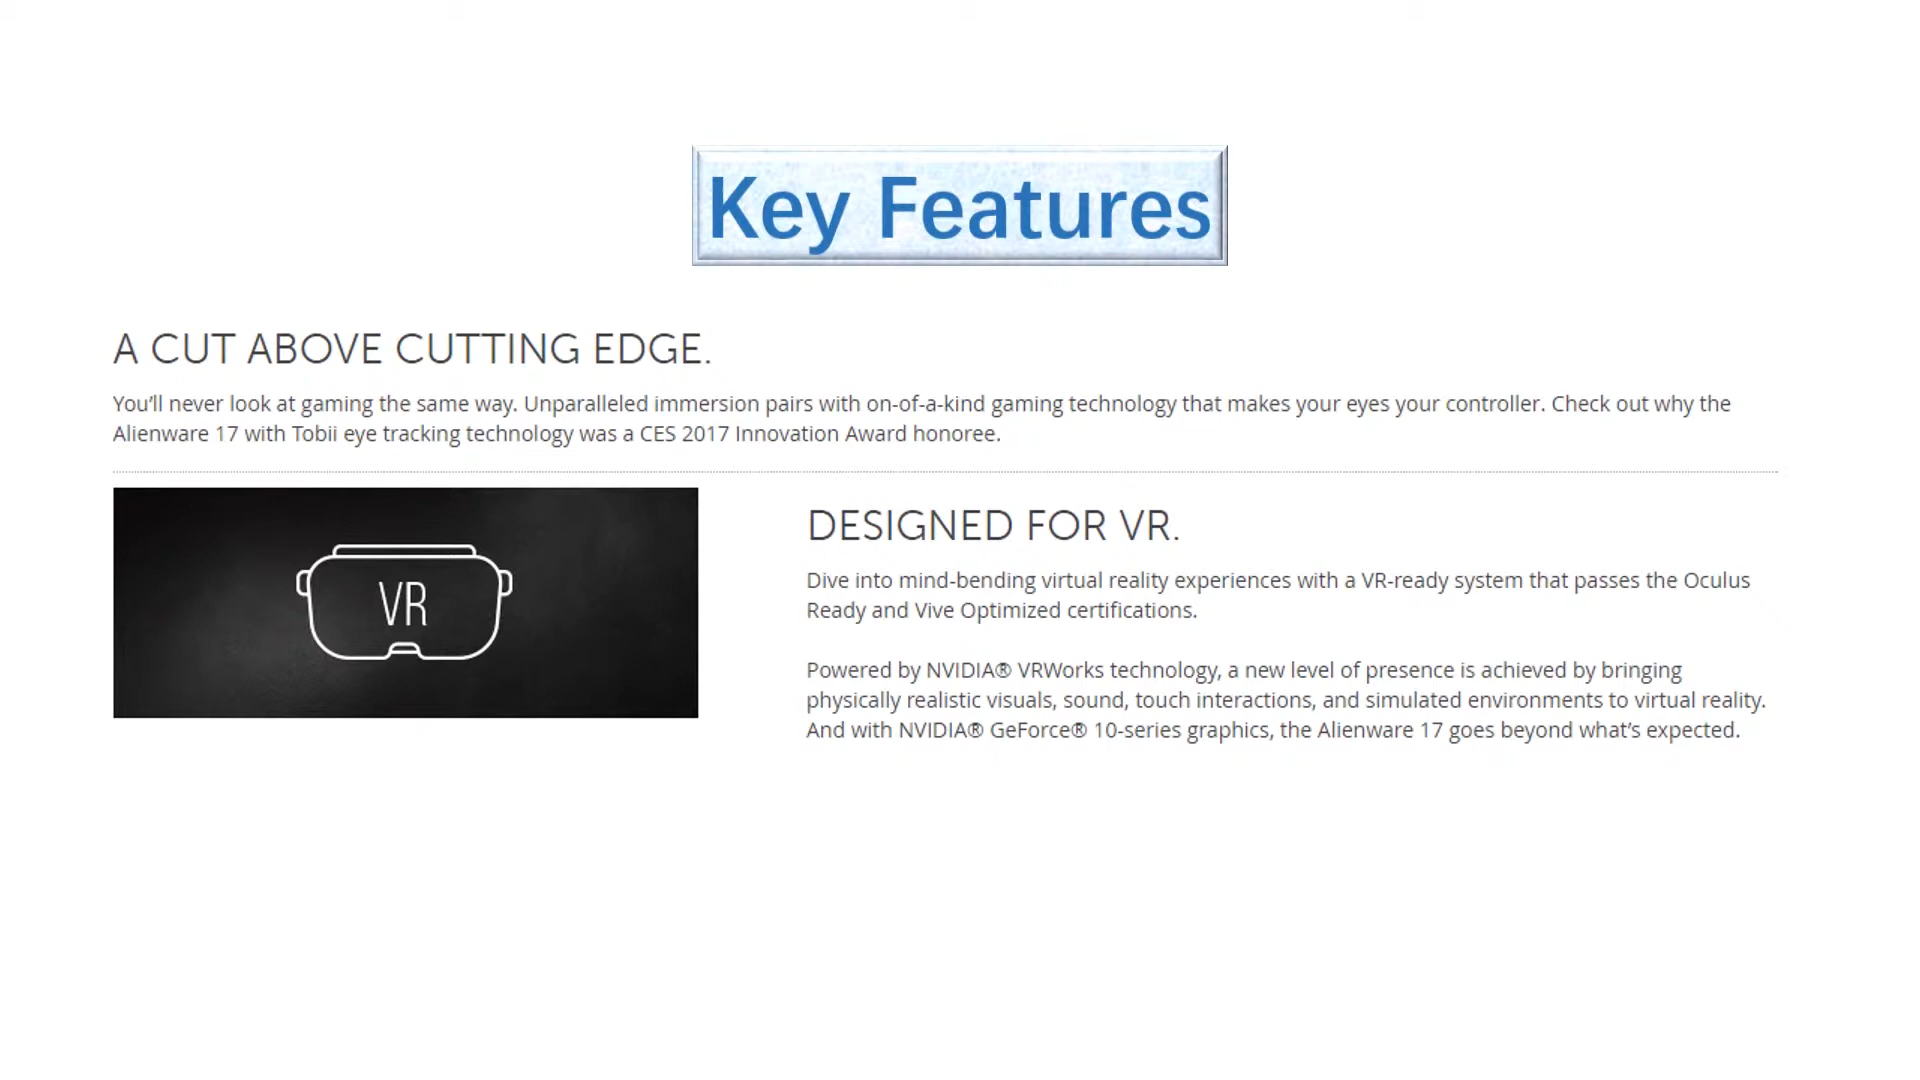 Key Features
A CUT ABOVE CUTTING EDGE.
You’ll never look at gaming the same way. Unparalleled immersion pairs with on-of-a-kind gaming technology that makes your eyes your controller. Check out why the
Alienware 17 with Tobii eye tracking technology was a CES 2017 Innovation Award honoree.
VR
DESIGNED FOR VR.
Dive into mind-bending virtual reality experiences with a VR-ready system that passes the Oculus
Ready and Vive Optimized certifications.
Powered by NVIDIA® VRWorks technology, a new level of presence is achieved by bringing
physically realistic visuals, sound, touch interactions, and simulated environments to virtual reality.
And with NVIDIA® GeForce® 10-series graphics, the Alienware 17 goes beyond what’s expected.